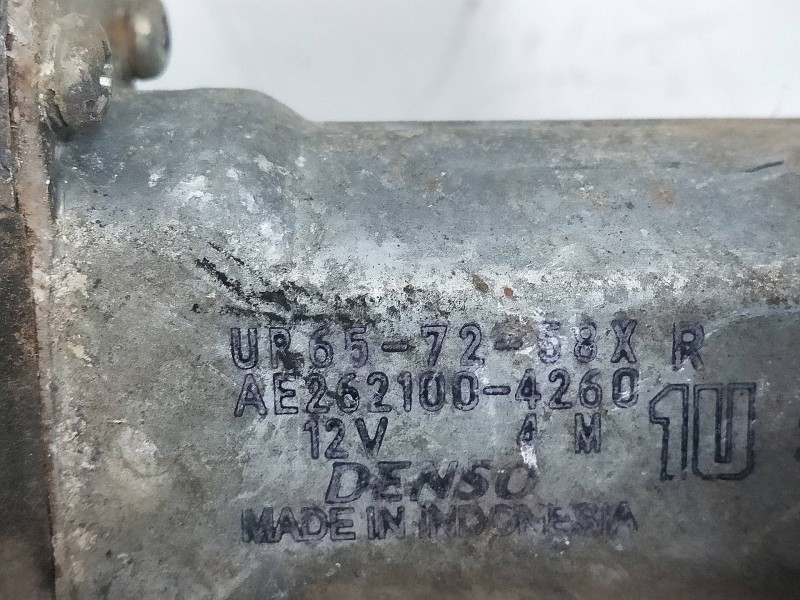 UR65-72-58X R
AE262100-4260
12V 4 M
1U
DENSO
MADE IN INDONESIA